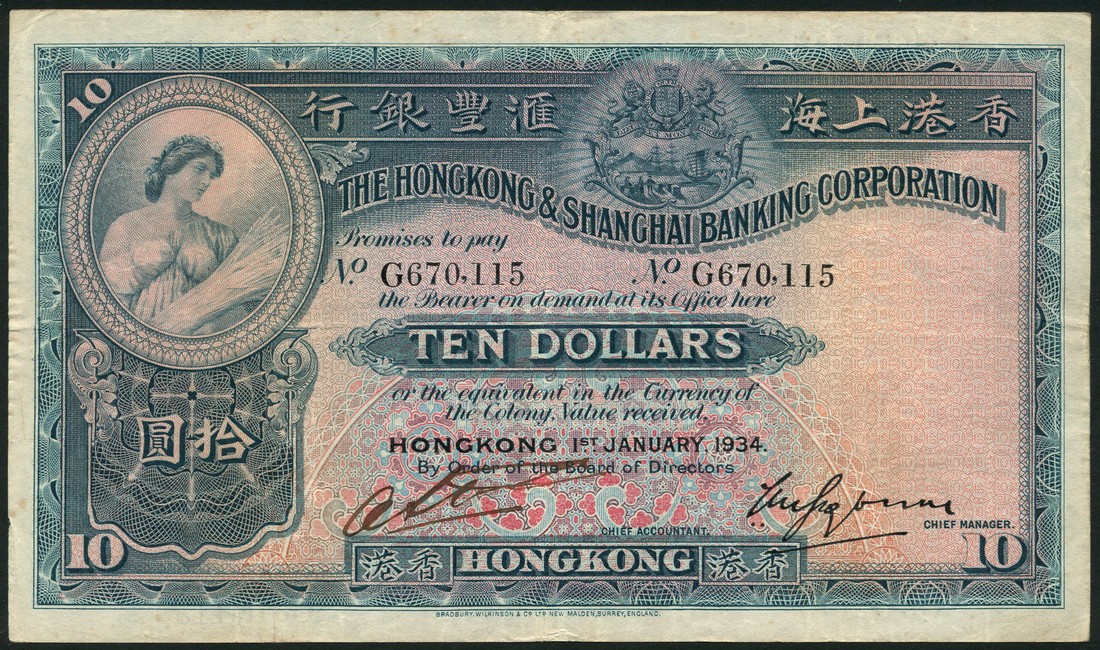 香港上海 滙豐銀行
10
THE HONGKONG & SHANGHAI BANKING CORPORATION
Promises to pay
No. G670,115 No G670,115
the Bearer on demand at its Office here
TEN DOLLARS
or the equivalent in the Currency of
the Colony, Value received.
拾圓
HONGKONG 1ST JANUARY 1934.
By Order of the Board of Directors
CHIEF MANAGER.
CHIEF ACCOUNTANT.
10 香港 HONGKONG 香港 10
BRADBURY, WILKINSON & CO LTD NEW MALDEN, SURREY, ENGLAND.